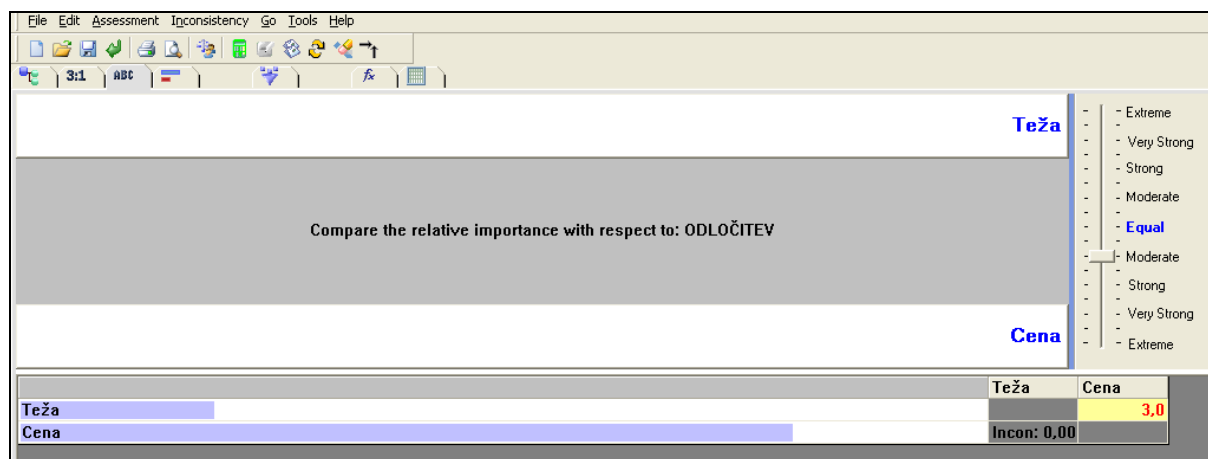 File Edit Assessment Inconsistency Go Tools Help
3:1 ABC fx
Teža
Compare the relative importance with respect to: ODLOČITEV
Cena
Extreme
Very Strong
Strong
Moderate
Equal
Moderate
Strong
Very Strong
Extreme
Teža Cena
Teža 3,0
Cena Incon: 0,00